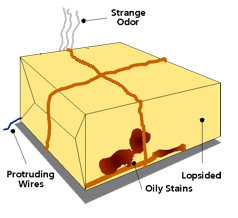 Strange
Odor
Protruding
Wires
Oily Stains
Lopsided